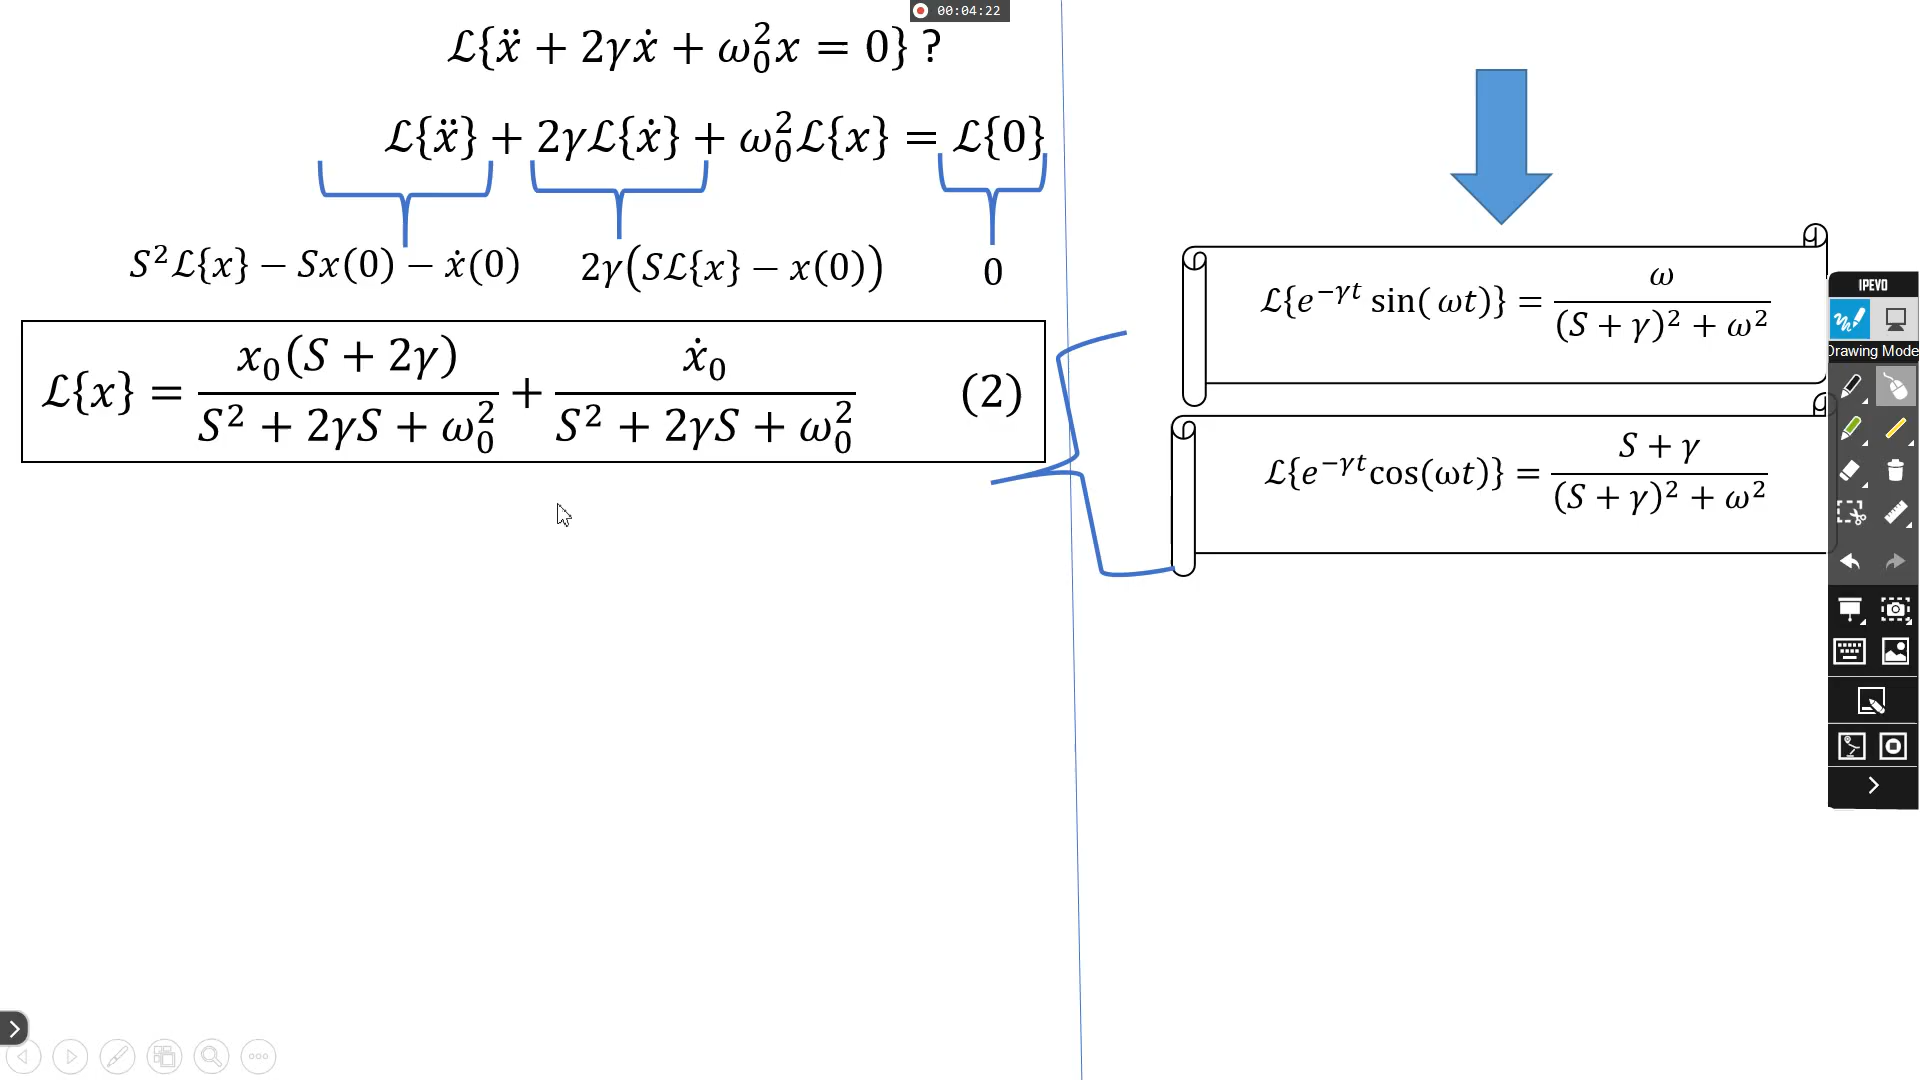 00:04:22
ℒ{ẍ + 2γẋ + ω₀²x = 0} ?
ℒ{ẍ} + 2γℒ{ẋ} + ω₀²ℒ{x} = ℒ{0}
S²ℒ{x} − Sx(0) − ẋ(0)
2γ(Sℒ{x} − x(0))
0
ℒ{x} = x₀(S + 2γ) / (S² + 2γS + ω₀²) + ẋ₀ / (S² + 2γS + ω₀²) (2)
ℒ{e^(−γt) sin( ωt)} = ω / ((S + γ)² + ω²)
ℒ{e^(−γt)cos(ωt)} = (S + γ) / ((S + γ)² + ω²)
IPEVO
Drawing Mode